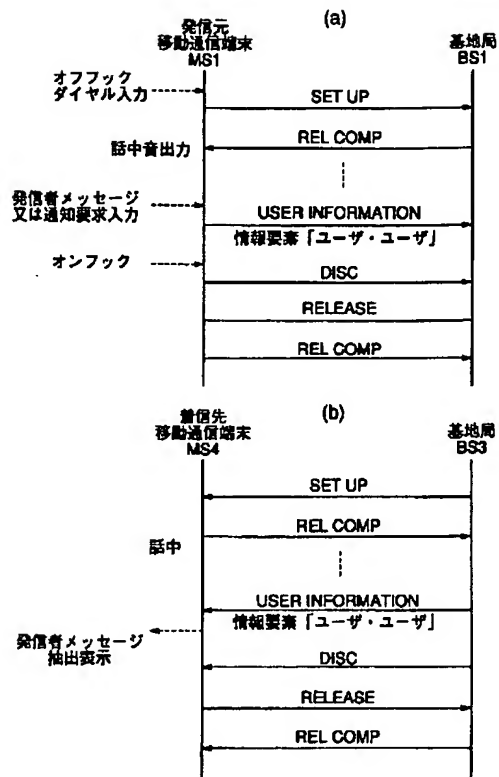 (a)
発信元
移動通信端末
MS1
基地局
BS1
オフフック
ダイヤル入力
SET UP
REL COMP
話中音出力
発信者メッセージ
又は通知要求入力
USER INFORMATION
情報要素「ユーザ・ユーザ」
オンフック
DISC
RELEASE
REL COMP
(b)
着信先
移動通信端末
MS4
基地局
BS3
SET UP
REL COMP
話中
USER INFORMATION
情報要素「ユーザ・ユーザ」
発信者メッセージ
抽出表示
DISC
RELEASE
REL COMP